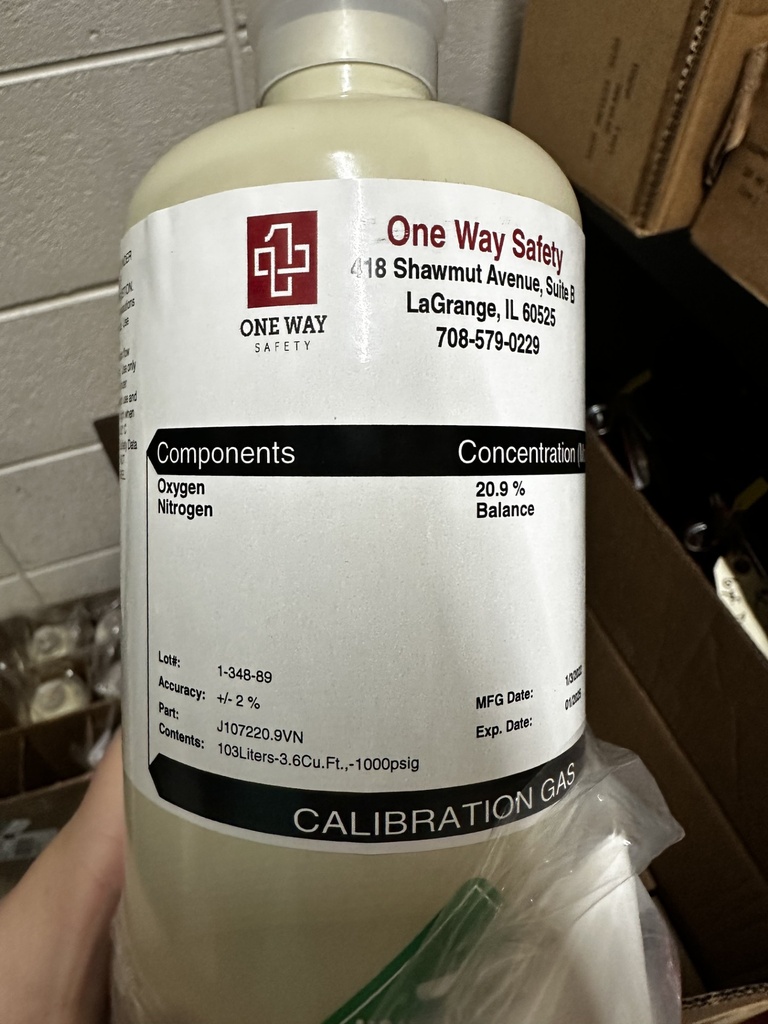 One Way Safety
418 Shawmut Avenue, Suite B
LaGrange, IL 60525
708-579-0229
ONE WAY
SAFETY
Components Concentration
Oxygen 20.9 %
Nitrogen Balance
Lot#: 1-348-89
Accuracy: +/- 2 %
Part: J107220.9VN
Contents: 103Liters-3.6Cu.Ft.,-1000psig
MFG Date:
Exp. Date:
CALIBRATION GAS